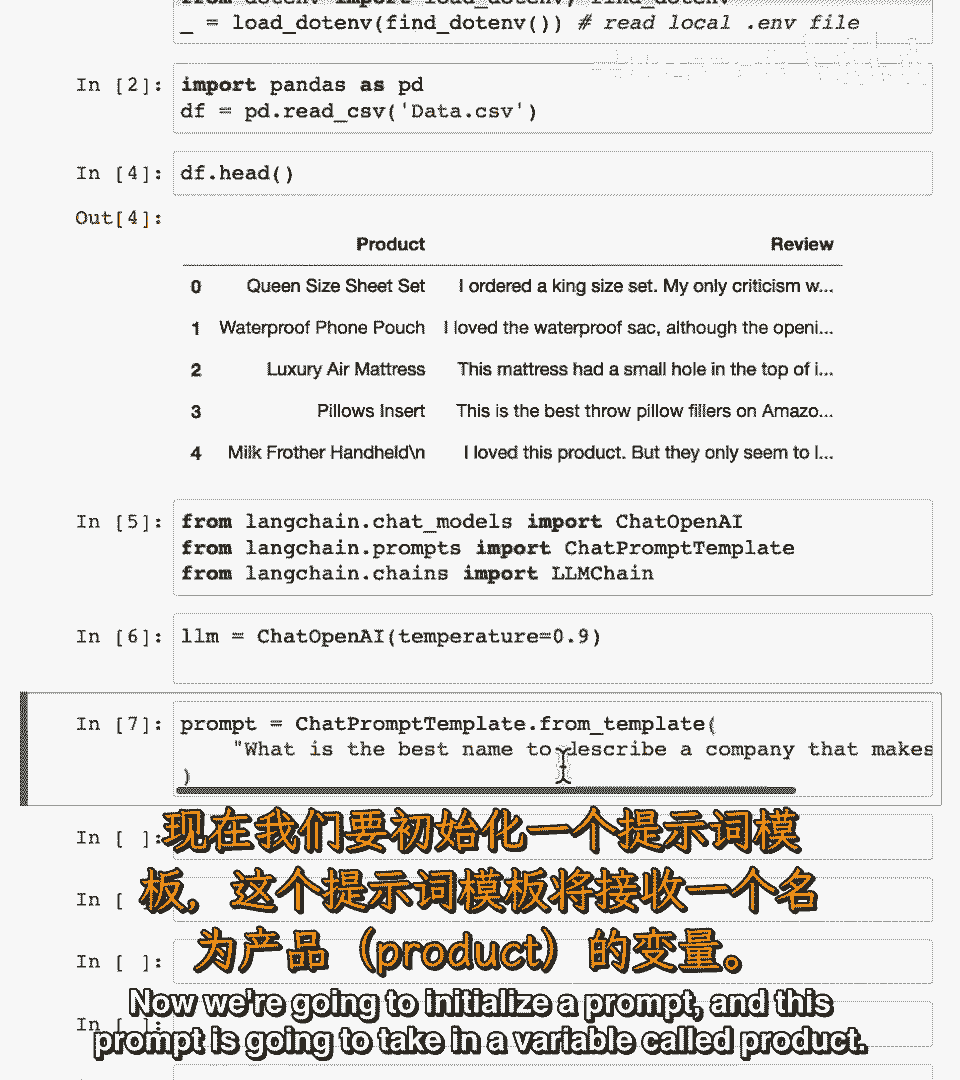 from dotenv import load_dotenv, find_dotenv
_ = load_dotenv(find_dotenv()) # read local .env file
In [2]: import pandas as pd
df = pd.read_csv('Data.csv')
In [4]: df.head()
Out[4]:
Product Review
0 Queen Size Sheet Set I ordered a king size set. My only criticism w...
1 Waterproof Phone Pouch I loved the waterproof sac, although the openi...
2 Luxury Air Mattress This mattress had a small hole in the top of i...
3 Pillows Insert This is the best throw pillow fillers on Amazo...
4 Milk Frother Handheld\n I loved this product. But they only seem to l...
In [5]: from langchain.chat_models import ChatOpenAI
from langchain.prompts import ChatPromptTemplate
from langchain.chains import LLMChain
In [6]: llm = ChatOpenAI(temperature=0.9)
In [7]: prompt = ChatPromptTemplate.from_template(
"What is the best name to describe a company that makes
)
In [ ]:
现在我们要初始化一个提示词模
In [
板，这个提示词模板将接收一个名
In [ ]:
为产品（product）的变量。
In [ ]:
Now we're going to initialize a prompt, and this
prompt is going to take in a variable called product.